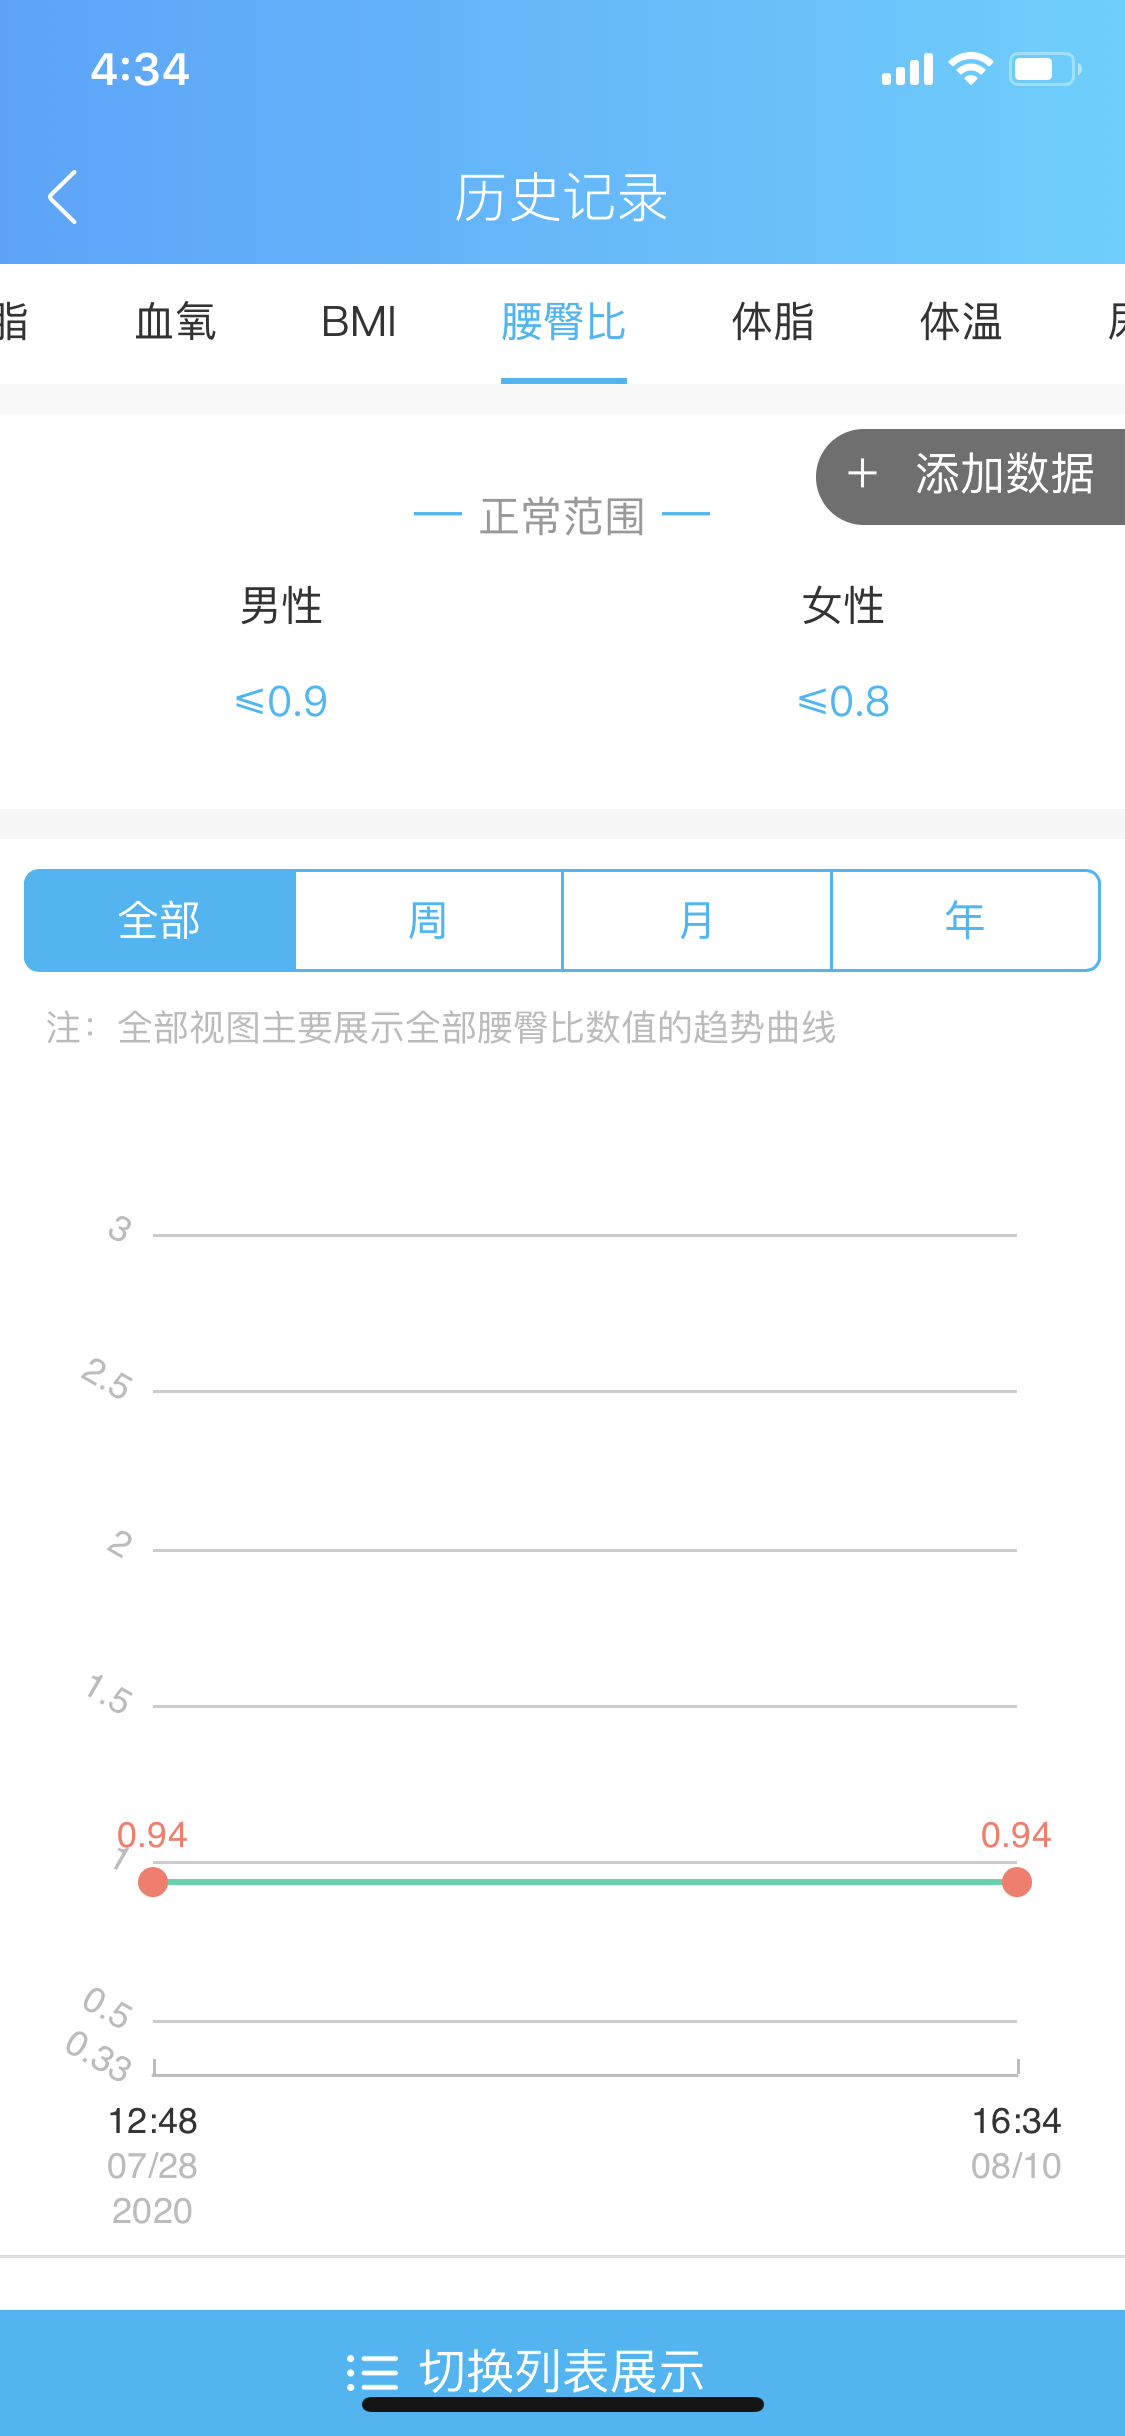 4:34
历史记录
脂 血氧 BMI 腰臀比 体脂 体温
+ 添加数据
正常范围
男性 女性
≤0.9 ≤0.8
全部 周 月 年
注：全部视图主要展示全部腰臀比数值的趋势曲线
3
2.5
2
1.5
0.94 0.94
1
0.5
0.33
12:48 16:34
07/28 08/10
2020
切换列表展示